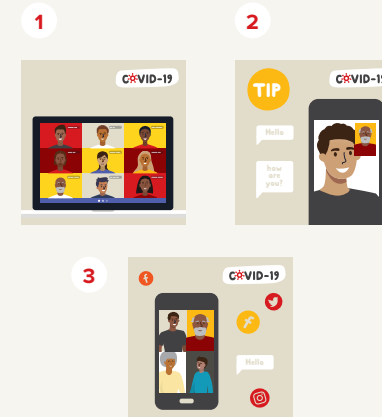 1
2
COVID-19
TIP
COVID-19
Hello
how
are
you?
3
COVID-19
Hello